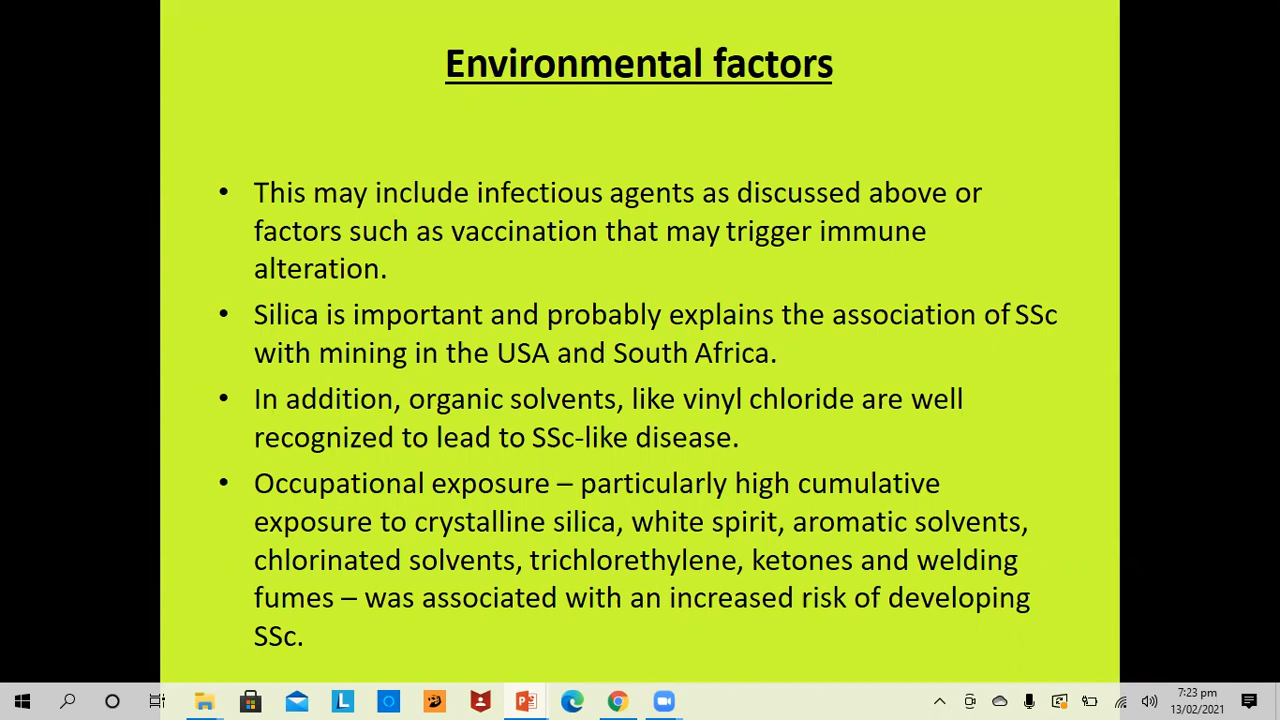 Environmental factors
• This may include infectious agents as discussed above or
factors such as vaccination that may trigger immune
alteration.
• Silica is important and probably explains the association of SSc
with mining in the USA and South Africa.
• In addition, organic solvents, like vinyl chloride are well
recognized to lead to SSc-like disease.
• Occupational exposure – particularly high cumulative
exposure to crystalline silica, white spirit, aromatic solvents,
chlorinated solvents, trichlorethylene, ketones and welding
fumes – was associated with an increased risk of developing
SSc.
L
7:23 pm
13/02/2021